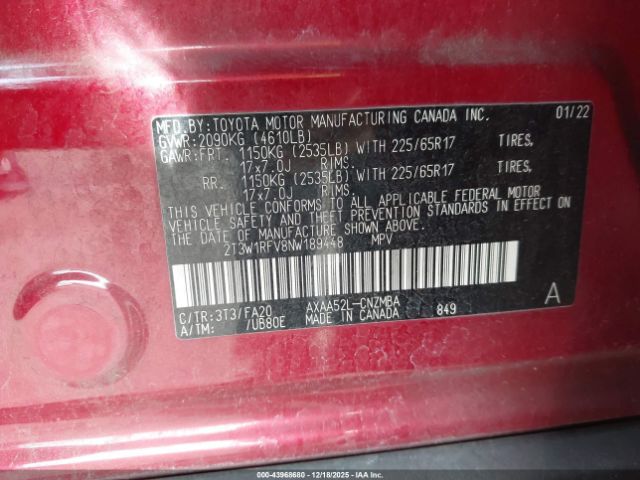 MFD.BY:TOYOTA MOTOR MANUFACTURING CANADA INC. 01/22
GVWR:2090KG (4610LB)
GAWR:FRT. 1150KG (2535LB) WITH 225/65R17 TIRES,
17x7.0J RIMS,
RR. 1150KG (2535LB) WITH 225/65R17 TIRES,
17x7.0J RIMS,
THIS VEHICLE CONFORMS TO ALL APPLICABLE FEDERAL MOTOR
VEHICLE SAFETY AND THEFT PREVENTION STANDARDS IN EFFECT ON
THE DATE OF MANUFACTURE SHOWN ABOVE.
2T3W1RFV8NW189448 MPV
C/TR:3T3/FA20 AXAA52L-CNZMBA A
A/TM: /UB80E MADE IN CANADA 849
000-43968680 | 12/18/2025 - IAAI.com